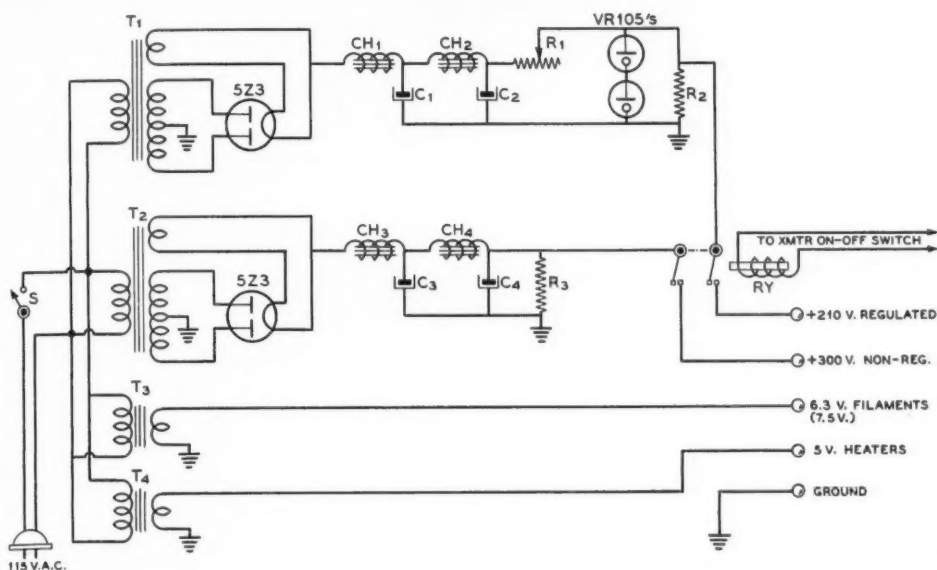 T1
5Z3
CH1
CH2
R1
VR105's
C1
C2
R2
T2
5Z3
CH3
CH4
C3
C4
R3
TO XMTR ON-OFF SWITCH
RY
S
+210 V. REGULATED
+300 V. NON-REG.
T3
6.3 V. FILAMENTS
(7.5V.)
T4
5 V. HEATERS
GROUND
115 V.A.C.